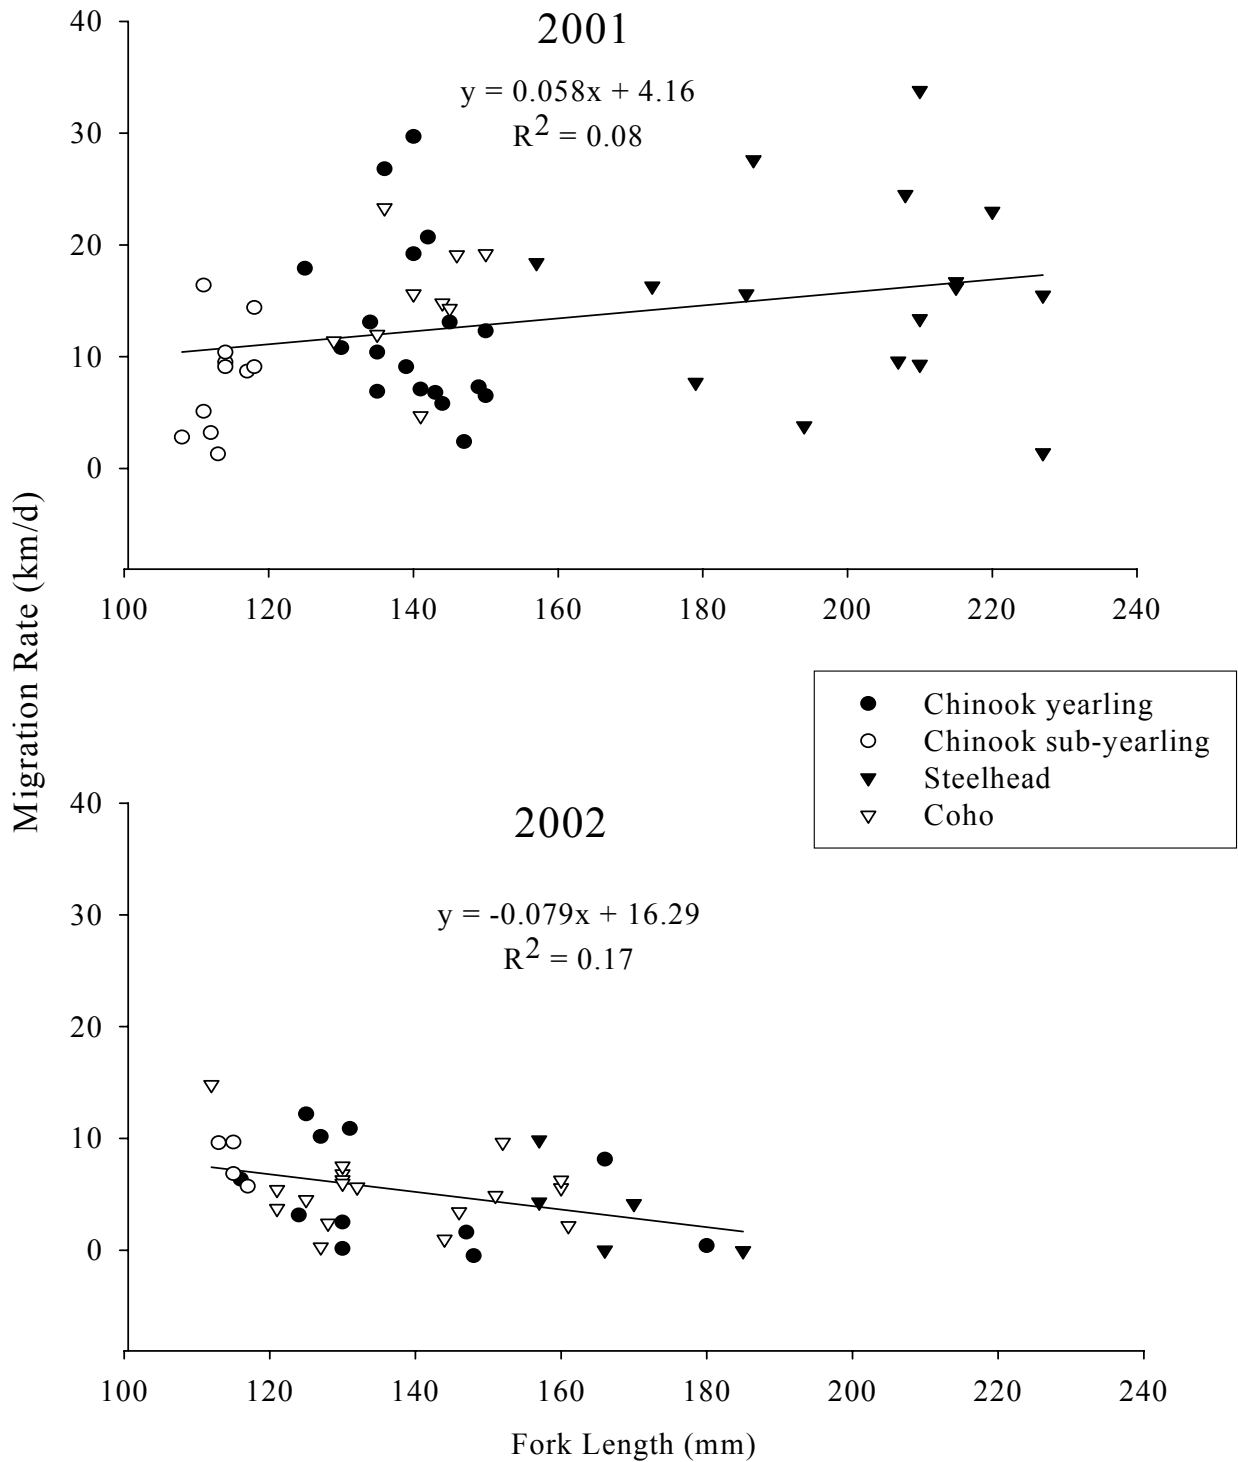 2001
y = 0.058x + 4.16
R2 = 0.08
40
30
20
10
0
100 120 140 160 180 200 220 240
Migration Rate (km/d)
Chinook yearling
Chinook sub-yearling
Steelhead
Coho
2002
y = -0.079x + 16.29
R2 = 0.17
40
30
20
10
0
100 120 140 160 180 200 220 240
Fork Length (mm)